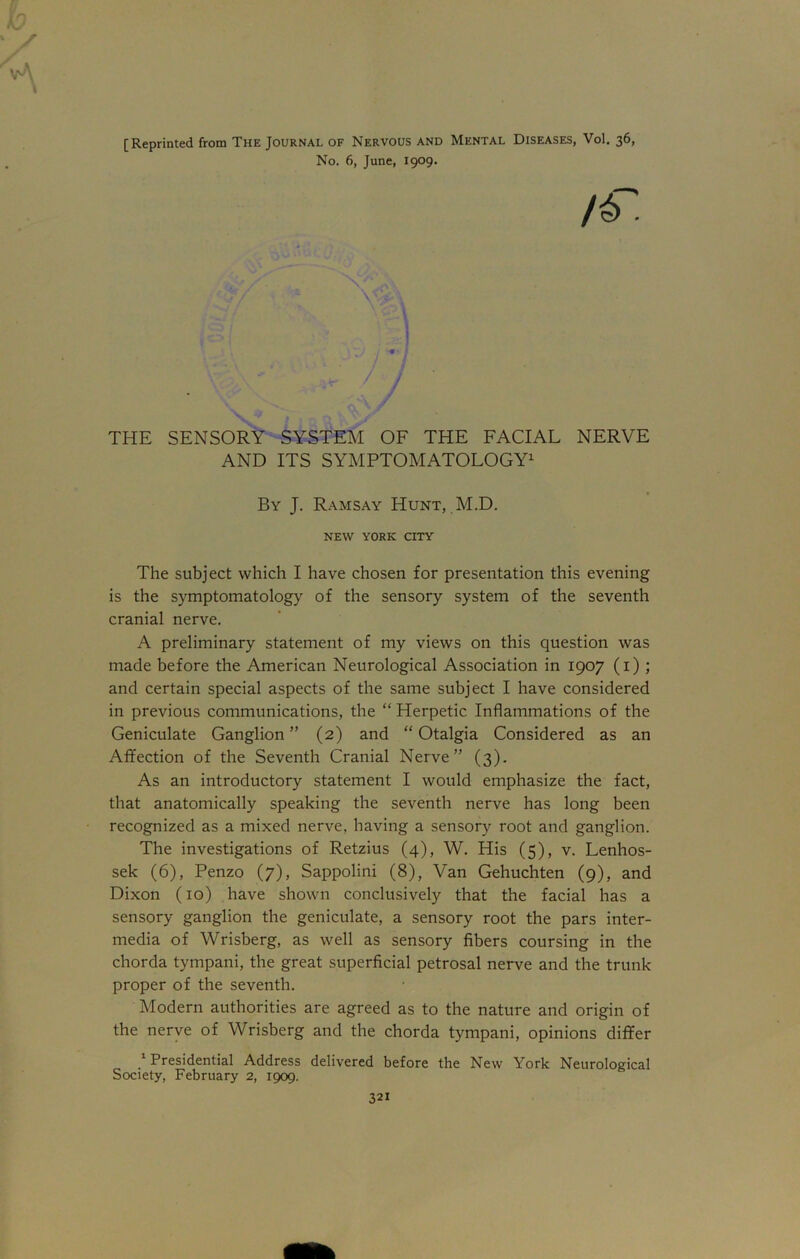 [Reprinted from The Journal of Nervous and Mental Diseases, Vol. 36,
No. 6, June, 1909.
THE SENSORY SYSTEM OF THE FACIAL NERVE
AND ITS SYMPTOMATOLOGY¹
By J. Ramsay Hunt, M.D.
NEW YORK CITY
The subject which I have chosen for presentation this evening
is the symptomatology of the sensory system of the seventh
cranial nerve.
A preliminary statement of my views on this question was
made before the American Neurological Association in 1907 (1) ;
and certain special aspects of the same subject I have considered
in previous communications, the “ Herpetic Inflammations of the
Geniculate Ganglion ” (2) and “ Otalgia Considered as an
Affection of the Seventh Cranial Nerve ” (3).
As an introductory statement I would emphasize the fact,
that anatomically speaking the seventh nerve has long been
recognized as a mixed nerve, having a sensory root and ganglion.
The investigations of Retzius (4), W. His (5), v. Lenhos-
sek (6), Penzo (7), Sappolini (8), Van Gehuchten (9), and
Dixon (10) have shown conclusively that the facial has a
sensory ganglion the geniculate, a sensory root the pars inter-
media of Wrisberg, as well as sensory fibers coursing in the
chorda tympani, the great superficial petrosal nerve and the trunk
proper of the seventh.
Modern authorities are agreed as to the nature and origin of
the nerve of Wrisberg and the chorda tympani, opinions differ
¹ Presidential Address delivered before the New York Neurological
Society, February 2, 1909.
321